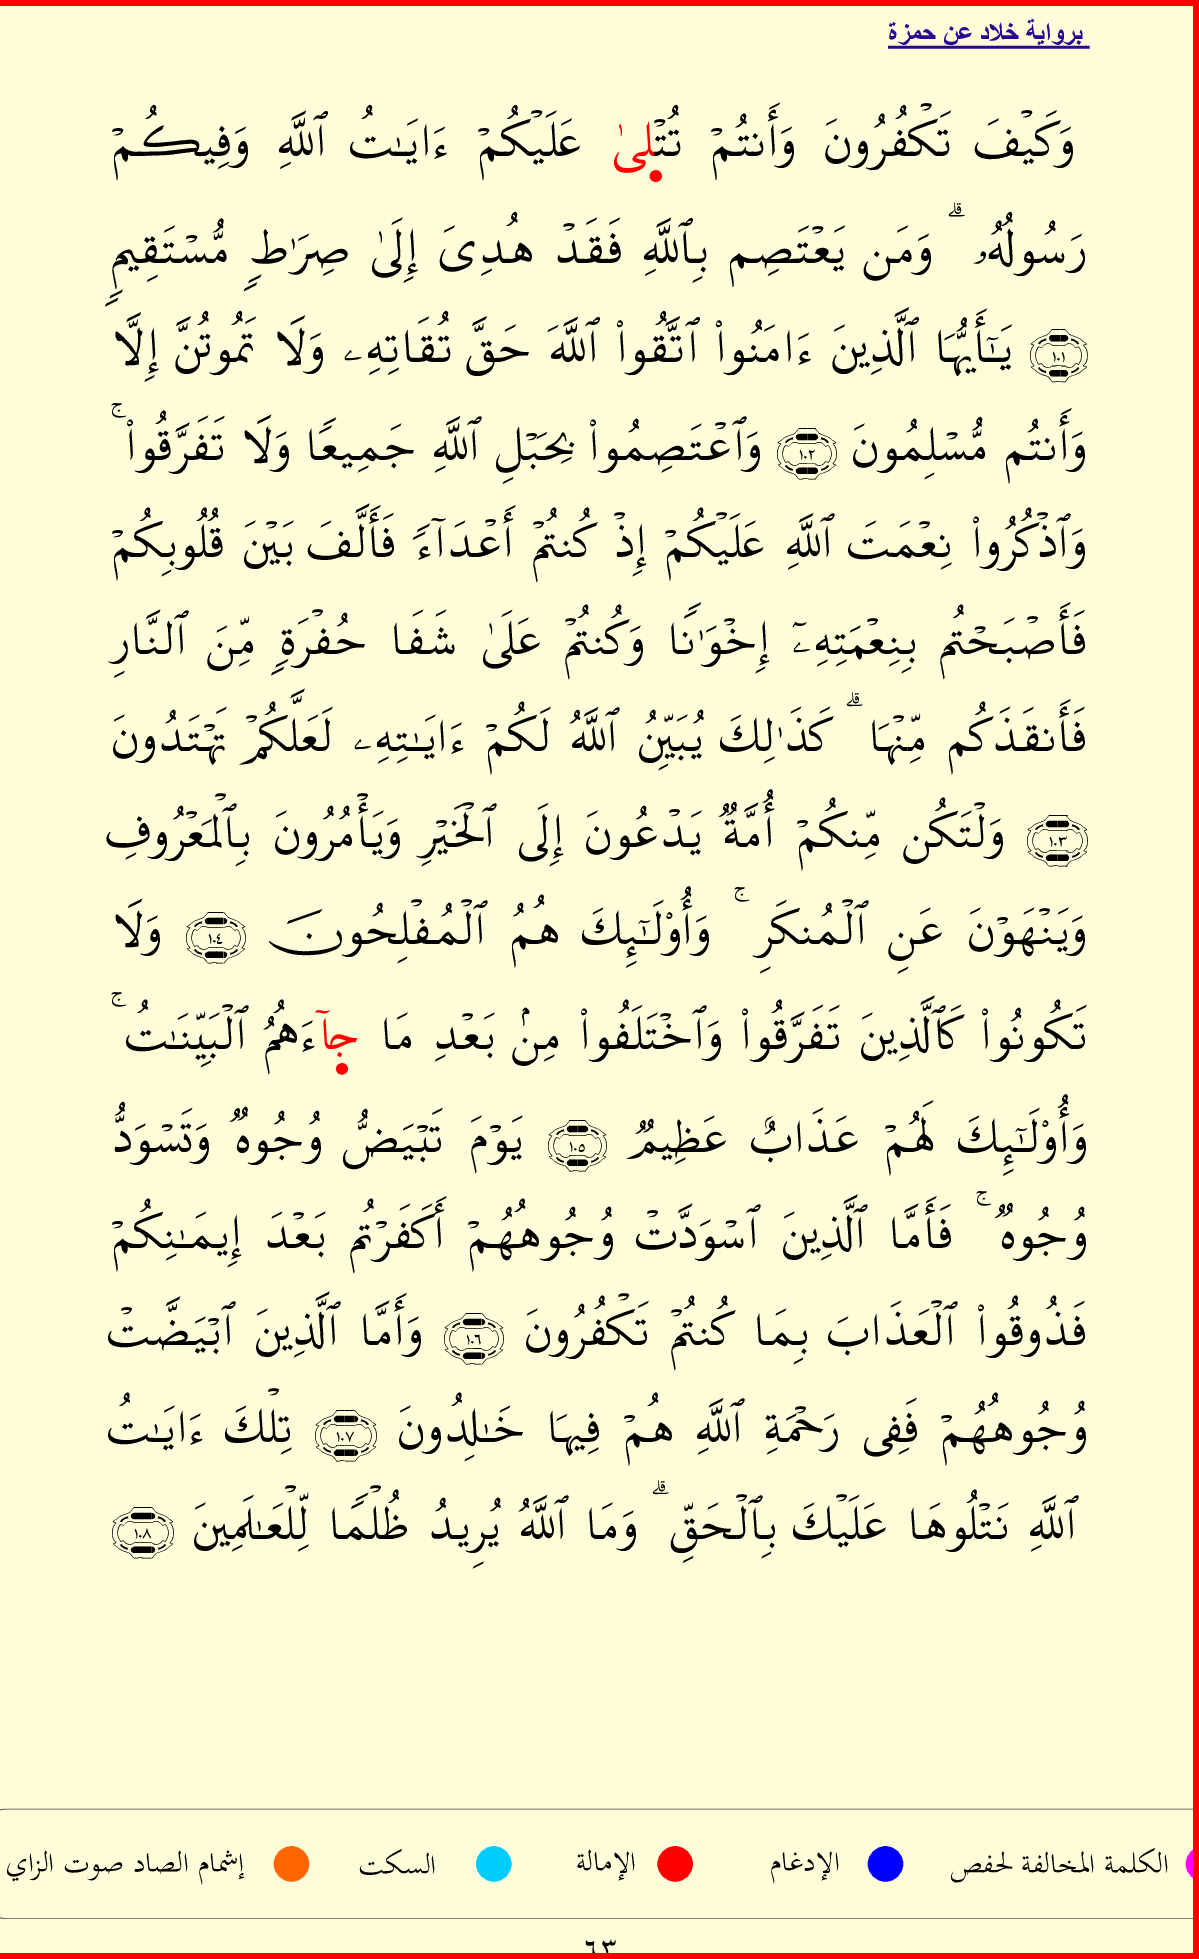 برواية خلاد عن حمزة
وَكَيۡفَ تَكۡفُرُونَ وَأَنتُمۡ تُتۡلىٰ عَلَيۡكُمۡ ءَايَـٰتُ ٱللَّهِ وَفِيكُمۡ
رَسُولُهُۥ ۗ وَمَن يَعۡتَصِم بِٱللَّهِ فَقَدۡ هُدِىَ إِلَىٰ صِرَٰطٍ مُّسۡتَقِيمٍ
١٠١ يَـٰٓأَيُّهَا ٱلَّذِينَ ءَامَنُواْ ٱتَّقُواْ ٱللَّهَ حَقَّ تُقَاتِهِۦ وَلَا تَمُوتُنَّ إِلَّا
وَأَنتُم مُّسۡلِمُونَ ١٠٢ وَٱعۡتَصِمُواْ بِحَبۡلِ ٱللَّهِ جَمِيعًا وَلَا تَفَرَّقُواْ ۚ
وَٱذۡكُرُواْ نِعۡمَتَ ٱللَّهِ عَلَيۡكُمۡ إِذۡ كُنتُمۡ أَعۡدَآءً فَأَلَّفَ بَيۡنَ قُلُوبِكُمۡ
فَأَصۡبَحۡتُم بِنِعۡمَتِهِۦٓ إِخۡوَٰنًا وَكُنتُمۡ عَلَىٰ شَفَا حُفۡرَةٍ مِّنَ ٱلنَّارِ
فَأَنقَذَكُم مِّنۡهَا ۗ كَذَٰلِكَ يُبَيِّنُ ٱللَّهُ لَكُمۡ ءَايَـٰتِهِۦ لَعَلَّكُمۡ تَهۡتَدُونَ
١٠٣ وَلۡتَكُن مِّنكُمۡ أُمَّةٌ يَدۡعُونَ إِلَى ٱلۡخَيۡرِ وَيَأۡمُرُونَ بِٱلۡمَعۡرُوفِ
وَيَنۡهَوۡنَ عَنِ ٱلۡمُنكَرِ ۚ وَأُوْلَـٰٓئِكَ هُمُ ٱلۡمُفۡلِحُونَ ١٠٤ وَلَا
تَكُونُواْ كَٱلَّذِينَ تَفَرَّقُواْ وَٱخۡتَلَفُواْ مِنۢ بَعۡدِ مَا جآءَهُمُ ٱلۡبَيِّنَـٰتُ ۚ
وَأُوْلَـٰٓئِكَ لَهُمۡ عَذَابٌ عَظِيمٌ ١٠٥ يَوۡمَ تَبۡيَضُّ وُجُوهٌ وَتَسۡوَدُّ
وُجُوهٌ ۚ فَأَمَّا ٱلَّذِينَ ٱسۡوَدَّتۡ وُجُوهُهُمۡ أَكَفَرۡتُم بَعۡدَ إِيمَـٰنِكُمۡ
فَذُوقُواْ ٱلۡعَذَابَ بِمَا كُنتُمۡ تَكۡفُرُونَ ١٠٦ وَأَمَّا ٱلَّذِينَ ٱبۡيَضَّتۡ
وُجُوهُهُمۡ فَفِى رَحۡمَةِ ٱللَّهِ هُمۡ فِيهَا خَـٰلِدُونَ ١٠٧ تِلۡكَ ءَايَـٰتُ
ٱللَّهِ نَتۡلُوهَا عَلَيۡكَ بِٱلۡحَقِّ ۗ وَمَا ٱللَّهُ يُرِيدُ ظُلۡمًا لِّلۡعَـٰلَمِينَ ١٠٨
الكلمة المخالفة لحفص الإدغام الإمالة السكت إشمام الصاد صوت الزاي
٦٣